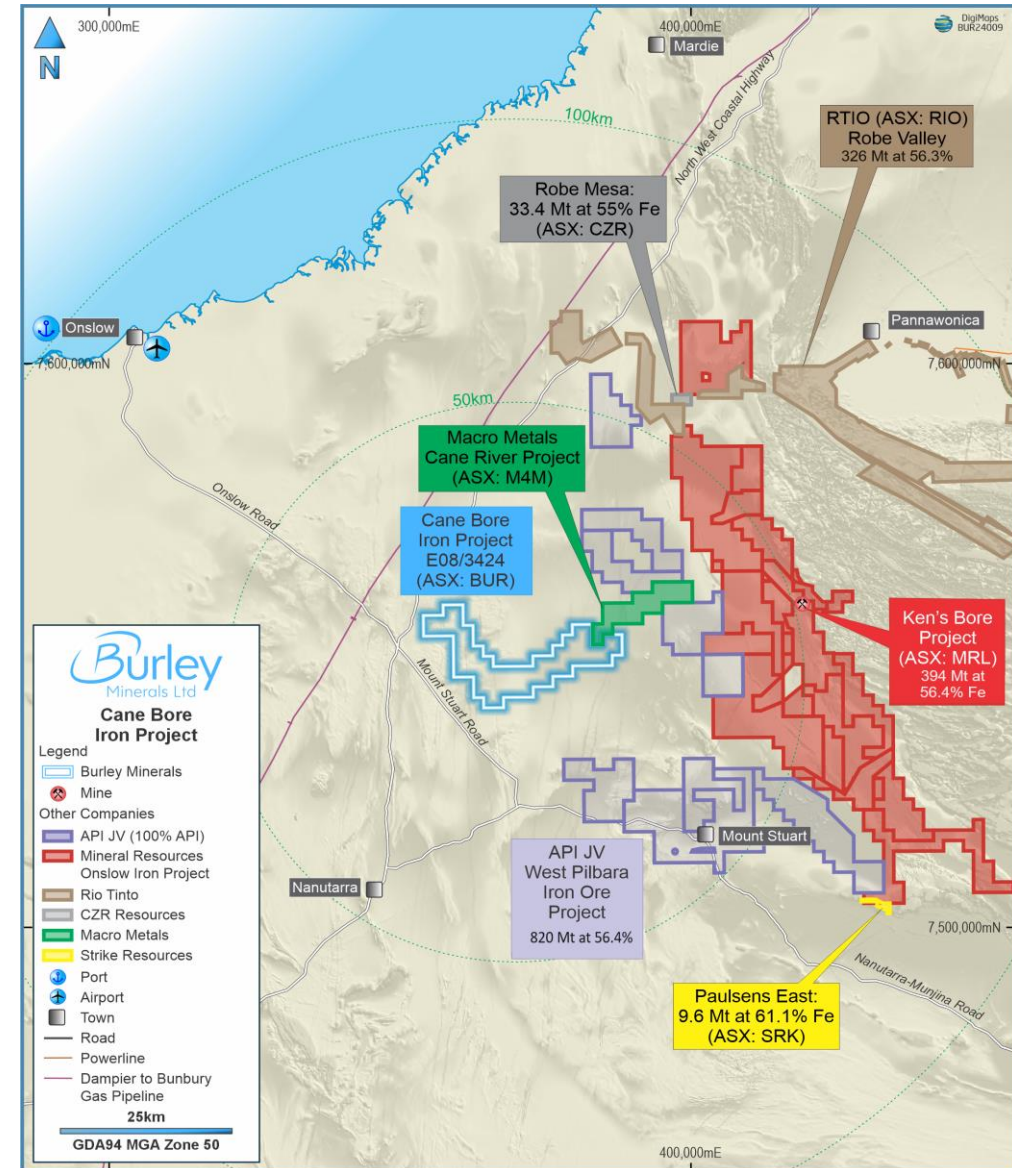 300,000mE
400,000mE
DigiMaps
BUR24009
N
Mardie
North West Coastal Highway
100km
RTIO (ASX: RIO)
Robe Valley
326 Mt at 56.3%
Robe Mesa:
33.4 Mt at 55% Fe
(ASX: CZR)
Onslow
Pannawonica
7,600,000mN
7,600,000mN
50km
Macro Metals
Cane River Project
(ASX: M4M)
Onslow Road
Cane Bore
Iron Project
E08/3424
(ASX: BUR)
Ken's Bore
Project
(ASX: MRL)
394 Mt at
56.4% Fe
Mount Stuart Road
Burley
Minerals Ltd
Cane Bore
Iron Project
Legend
Burley Minerals
Mine
Other Companies
API JV (100% API)
Mineral Resources
Onslow Iron Project
Rio Tinto
CZR Resources
Macro Metals
Strike Resources
Port
Airport
Town
Road
Powerline
Dampier to Bunbury
Gas Pipeline
25km
GDA94 MGA Zone 50
Mount Stuart
API JV
West Pilbara
Iron Ore
Project
820 Mt at 56.4%
Nanutarra
7,500,000mN
Nanutarra-Munjina Road
Paulsens East:
9.6 Mt at 61.1% Fe
(ASX: SRK)
400,000mE